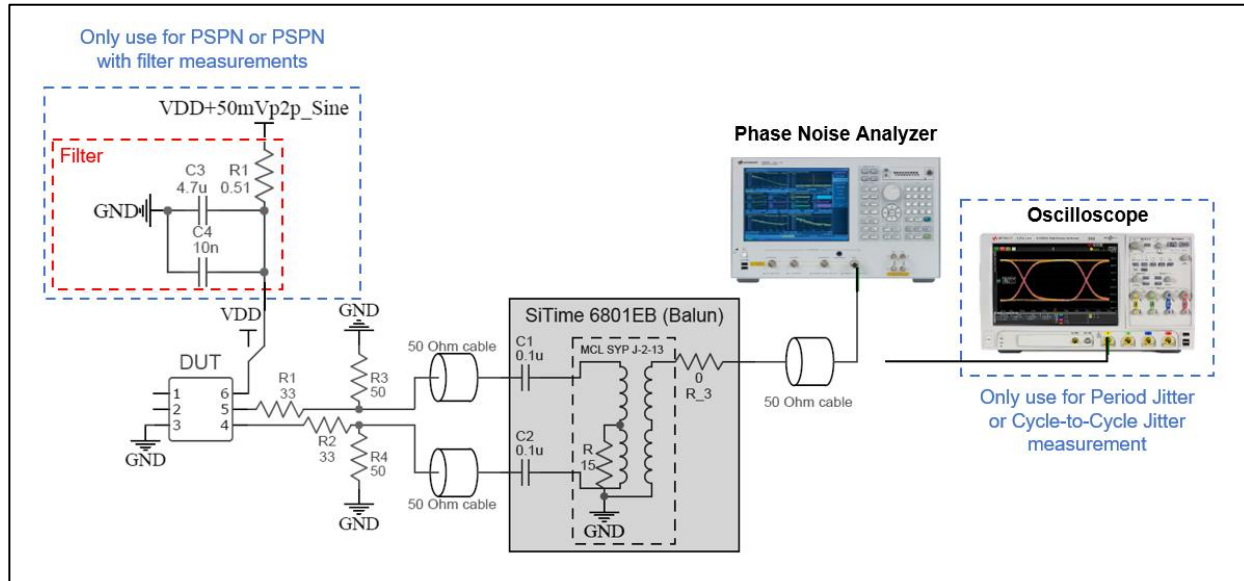 Only use for PSPN or PSPN
with filter measurements
VDD+50mVp2p_Sine
Filter
C3
4.7u
R1
0.51
GND
C4
10n
VDD
DUT
1
2
3
6
5
4
GND
R1
33
R2
33
GND
R3
50
R4
50
GND
50 Ohm cable
50 Ohm cable
SiTime 6801EB (Balun)
C1
0.1u
C2
0.1u
MCL SYP J-2-13
R
15
GND
0
R_3
50 Ohm cable
Phase Noise Analyzer
Oscilloscope
Only use for Period Jitter
or Cycle-to-Cycle Jitter
measurement